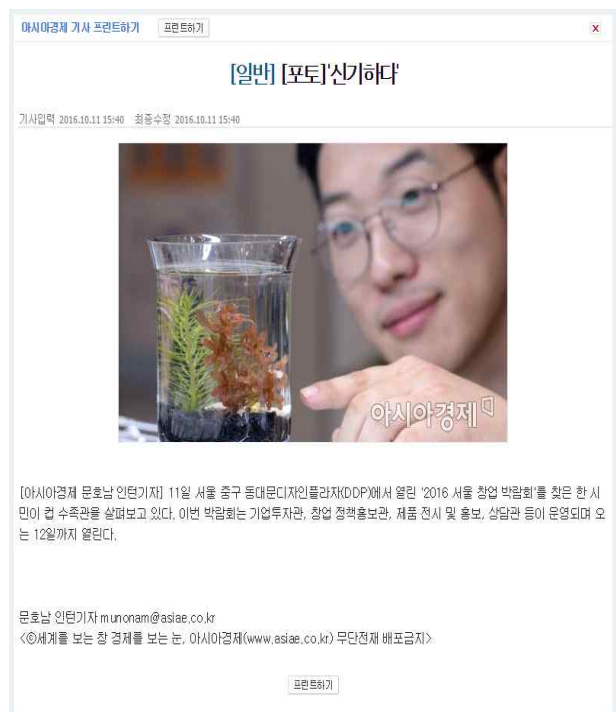 아시아경제 기사 프린트하기 프린트하기 x
[일반] [포토]'신기하다'
기사입력 2016.10.11 15:40 최종수정 2016.10.11 15:40
아시아경제
[아시아경제 문호남 인턴기자] 11일 서울 중구 동대문디자인플라자(DDP)에서 열린 '2016 서울 창업 박람회'를 찾은 한 시
민이 컵 수족관을 살펴보고 있다. 이번 박람회는 기업투자관, 창업 정책홍보관, 제품 전시 및 홍보, 상담관 등이 운영되며 오
는 12일까지 열린다.
문호남 인턴기자 munonam@asiae.co.kr
<ⓒ세계를 보는 창 경제를 보는 눈, 아시아경제(www.asiae.co.kr) 무단전재 배포금지>
프린트하기